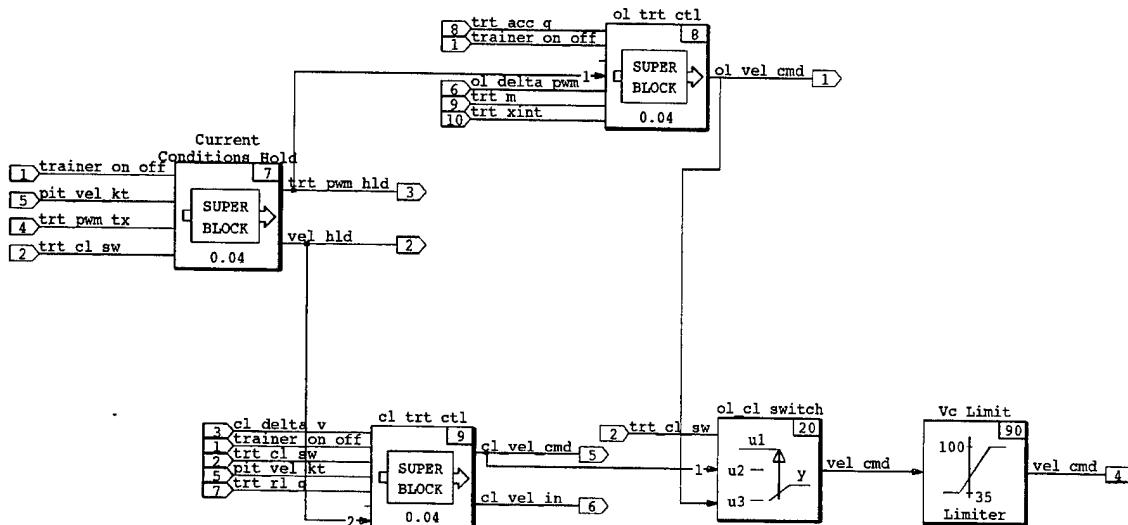 ol trt ctl
8 trt acc q
8
1 trainer on off
SUPER
BLOCK
1
ol vel cmd 1
6 ol delta pwm
9 trt m
10 trt xint
0.04
Current
Conditions Hold
1 trainer on off
7
5 pit vel kt
trt pwm hld 3
SUPER
BLOCK
4 trt pwm tx
2 trt cl sw
vel hld 2
0.04
cl trt ctl
3 cl delta v
9
1 trainer on off
2 trt cl sw
5 pit vel kt
7 trt rl q
SUPER
BLOCK
cl vel cmd 5
cl vel in 6
2
0.04
ol cl switch
20
2 trt cl sw
u1
1 u2
u3
y
vel cmd
Vc Limit
90
100
35
Limiter
vel cmd 4